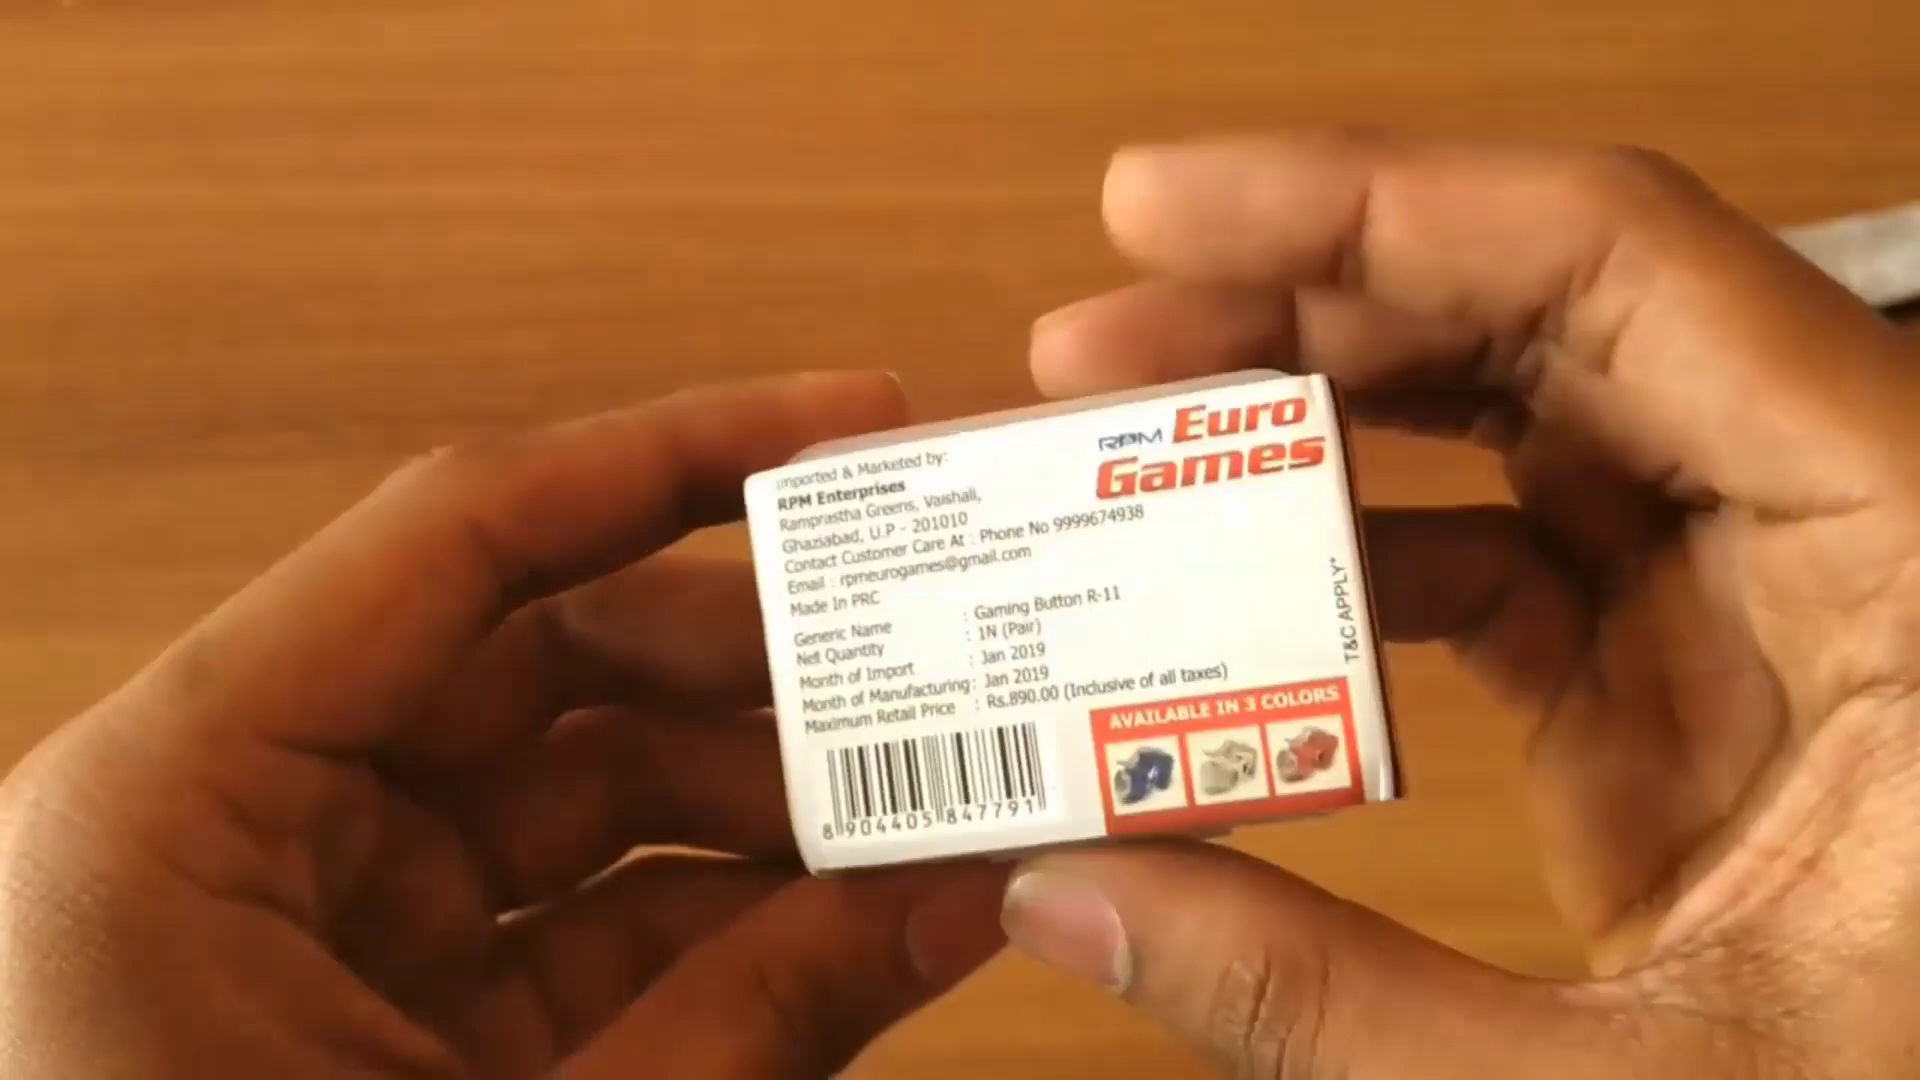 Imported & Marketed by:
RPM Enterprises
Ramprastha Greens, Vaishali,
Ghaziabad, U.P - 201010
Contact Customer Care At : Phone No 9999674938
Email : rpmeurogames@gmail.com
Made In PRC
Generic Name : Gaming Button R-11
Net Quantity : 1N (Pair)
Month of Import : Jan 2019
Month of Manufacturing : Jan 2019
Maximum Retail Price : Rs.890.00 (Inclusive of all taxes)
8 904405 847791
RPM Euro
Games
T&C APPLY*
AVAILABLE IN 3 COLORS